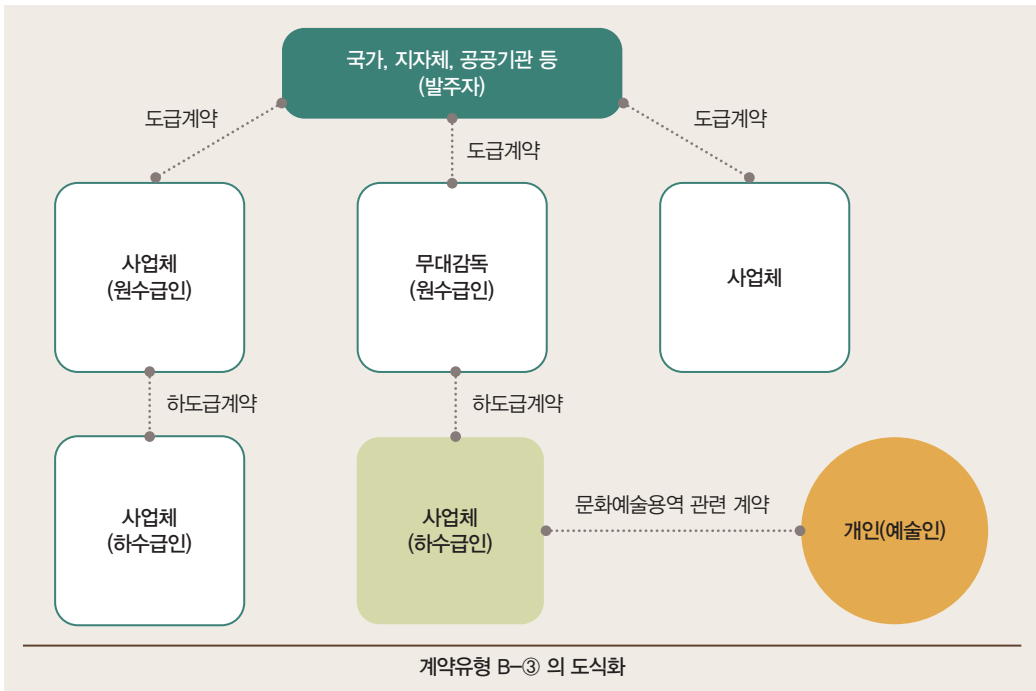 국가, 지자체, 공공기관 등
(발주자)
도급계약
도급계약
도급계약
사업체
(원수급인)
무대감독
(원수급인)
사업체
하도급계약
하도급계약
사업체
(하수급인)
사업체
(하수급인)
문화예술용역 관련 계약
개인(예술인)
계약유형 B-③ 의 도식화